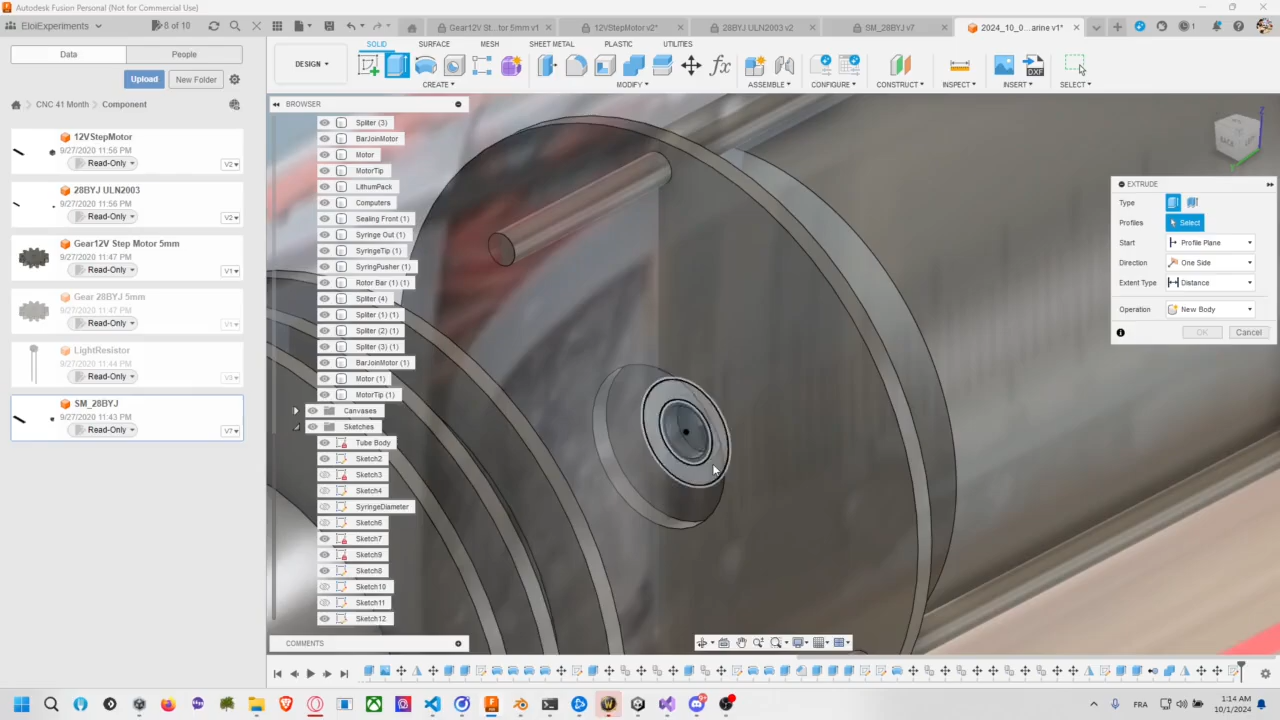 Autodesk Fusion Personal (Not for Commercial Use)
EloiExperiments
8 of 10
Gear12V St... for 5mm v1
12VStepMotor v2*
28BYJ ULN2003 v2
SM_28BYJ v7
2024_10_0...arine v1*
1
Data
People
Upload
New Folder
CNC 41 Month
Component
12VStepMotor
9/27/2020 11:56 PM
Read-Only
V2
28BYJ ULN2003
9/27/2020 11:56 PM
Read-Only
V2
Gear12V Step Motor 5mm
9/27/2020 11:47 PM
Read-Only
V1
Gear 28BYJ 5mm
9/27/2020 11:47 PM
Read-Only
V1
LightResistor
9/27/2020 11:44 PM
Read-Only
V3
SM_28BYJ
9/27/2020 11:43 PM
Read-Only
V7
DESIGN
SOLID
SURFACE
MESH
SHEET METAL
PLASTIC
UTILITIES
CREATE
MODIFY
ASSEMBLE
CONFIGURE
CONSTRUCT
INSPECT
INSERT
SELECT
DXF
fx
BROWSER
Spliter (3)
BarJoinMotor
Motor
MotorTip
LithumPack
Computers
Sealing Front (1)
Syringe Out (1)
SyringeTip (1)
SyringPusher (1)
Rotor Bar (1) (1)
Spliter (4)
Spliter (1) (1)
Spliter (2) (1)
Spliter (3) (1)
BarJoinMotor (1)
Motor (1)
MotorTip (1)
Canvases
Sketches
Tube Body
Sketch2
Sketch3
Sketch4
SyringeDiameter
Sketch6
Sketch7
Sketch9
Sketch8
Sketch10
Sketch11
Sketch12
COMMENTS
Z
EXTRUDE
Type
Profiles
Select
Start
Profile Plane
Direction
One Side
Extent Type
Distance
Operation
New Body
OK
Cancel
FRA
1:14 AM
10/1/2024